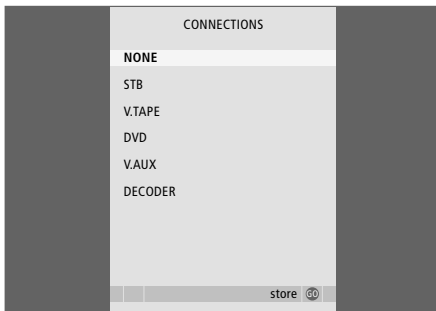 CONNECTIONS
NONE
STB
V.TAPE
DVD
V.AUX
DECODER
store GO